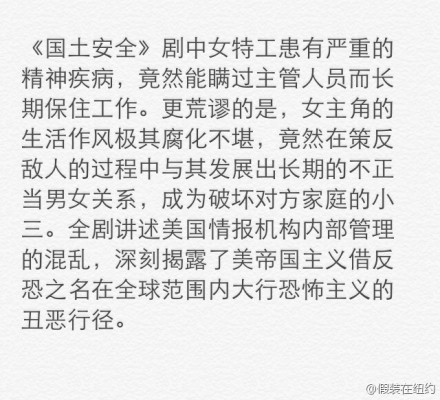 《国土安全》剧中女特工患有严重的
精神疾病，竟然能瞒过主管人员而长
期保住工作。更荒谬的是，女主角的
生活作风极其腐化不堪，竟然在策反
敌人的过程中与其发展出长期的不正
当男女关系，成为破坏对方家庭的小
三。全剧讲述美国情报机构内部管理
的混乱，深刻揭露了美帝国主义借反
恐之名在全球范围内大行恐怖主义的
丑恶行径。
@假装在纽约